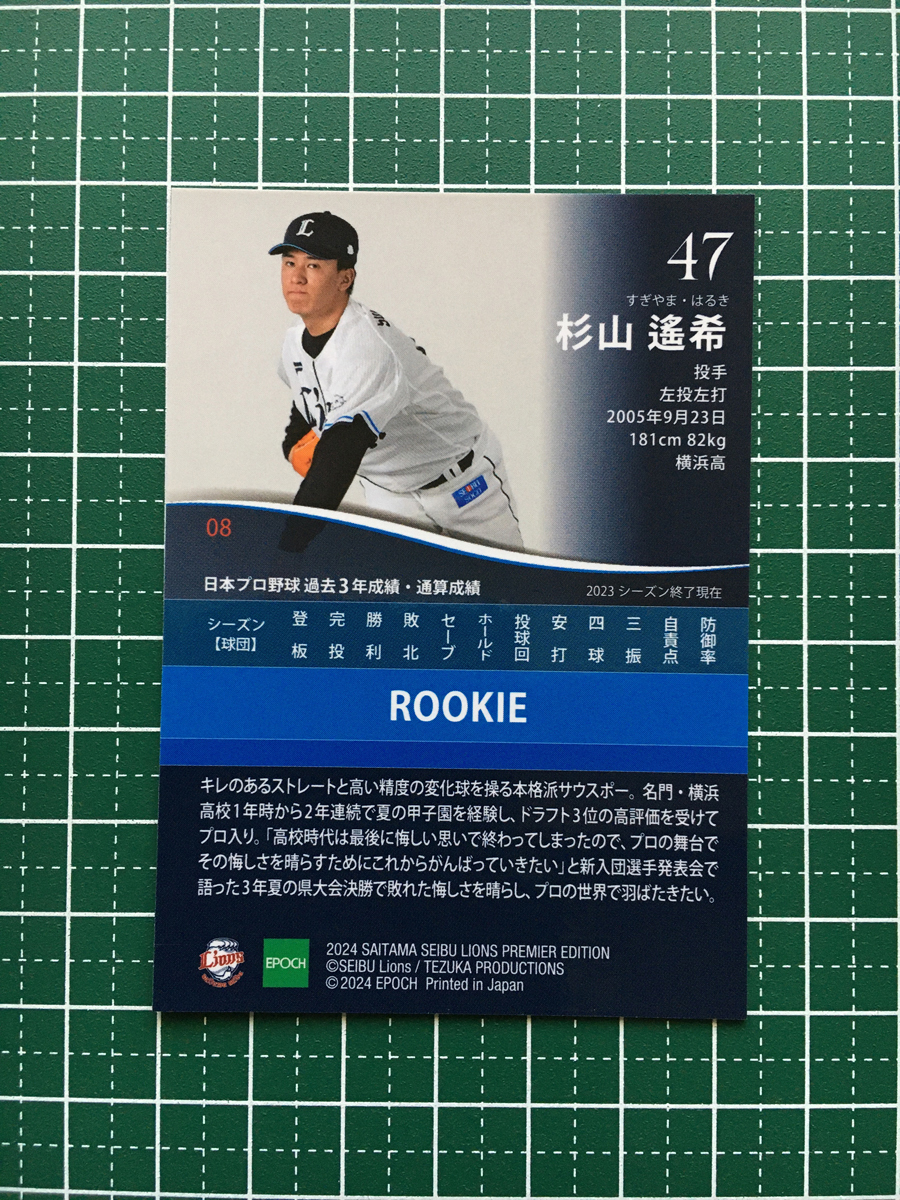 47
すぎやま・はるき
杉山 遙希
投手
左投左打
2005年9月23日
181cm 82kg
横浜高
L
SEIBU
SOGO
08
日本プロ野球 過去3年成績・通算成績
2023 シーズン終了現在
シーズン
【球団】
登板
完投
勝利
敗北
セーブ
ホールド
投球回
安打
四球
三振
自責点
防御率
ROOKIE
キレのあるストレートと高い精度の変化球を操る本格派サウスポー。名門・横浜
高校1年時から2年連続で夏の甲子園を経験し、ドラフト3位の高評価を受けて
プロ入り。「高校時代は最後に悔しい思いで終わってしまったので、プロの舞台で
その悔しさを晴らすためにこれからがんばっていきたい」と新入団選手発表会で
語った3年夏の県大会決勝で敗れた悔しさを晴らし、プロの世界で羽ばたきたい。
Lions
EPOCH
2024 SAITAMA SEIBU LIONS PREMIER EDITION
©SEIBU Lions / TEZUKA PRODUCTIONS
©2024 EPOCH Printed in Japan